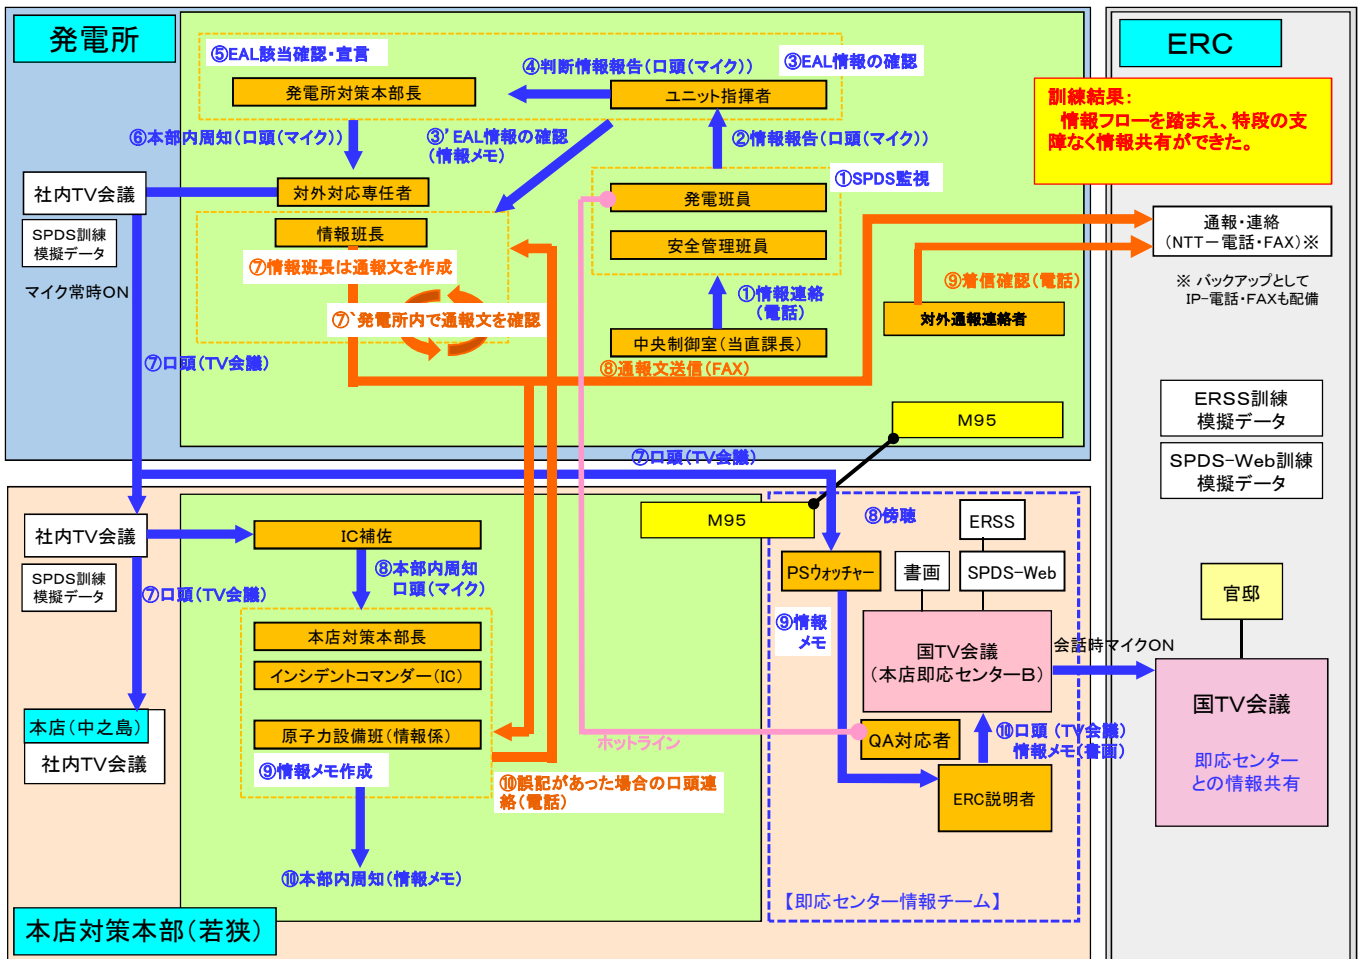 発電所
⑤EAL該当確認・宣言
④判断情報報告(口頭(マイク))
③EAL情報の確認
発電所対策本部長
ユニット指揮者
⑥本部内周知(口頭(マイク))
③’EAL情報の確認
(情報メモ)
②情報報告(口頭(マイク))
①SPDS監視
社内TV会議
対外対応専任者
発電班員
SPDS訓練
模擬データ
情報班長
安全管理班員
マイク常時ON
⑦情報班長は通報文を作成
①情報連絡
(電話)
⑦`発電所内で通報文を確認
中央制御室(当直課長)
⑨着信確認(電話)
対外通報連絡者
⑦口頭(TV会議)
⑧通報文送信(FAX)
M95
⑦口頭(TV会議)
ERC
訓練結果:
情報フローを踏まえ、特段の支
障なく情報共有ができた。
通報・連絡
(NTT-電話・FAX)※
※ バックアップとして
IP-電話・FAXも配備
ERSS訓練
模擬データ
SPDS-Web訓練
模擬データ
官邸
国TV会議
即応センター
との情報共有
社内TV会議
IC補佐
M95
⑧傍聴
ERSS
SPDS訓練
模擬データ
⑦口頭(TV会議)
⑧本部内周知
口頭(マイク)
PSウォッチャー
書画
SPDS-Web
本店対策本部長
⑨情報
メモ
国TV会議
(本店即応センターB)
会話時マイクON
インシデントコマンダー(IC)
本店(中之島)
社内TV会議
原子力設備班(情報係)
ホットライン
QA対応者
⑩口頭 (TV会議)
情報メモ(書画)
⑨情報メモ作成
⑩誤記があった場合の口頭連
絡(電話)
ERC説明者
⑩本部内周知(情報メモ)
【即応センター情報チーム】
本店対策本部(若狭)